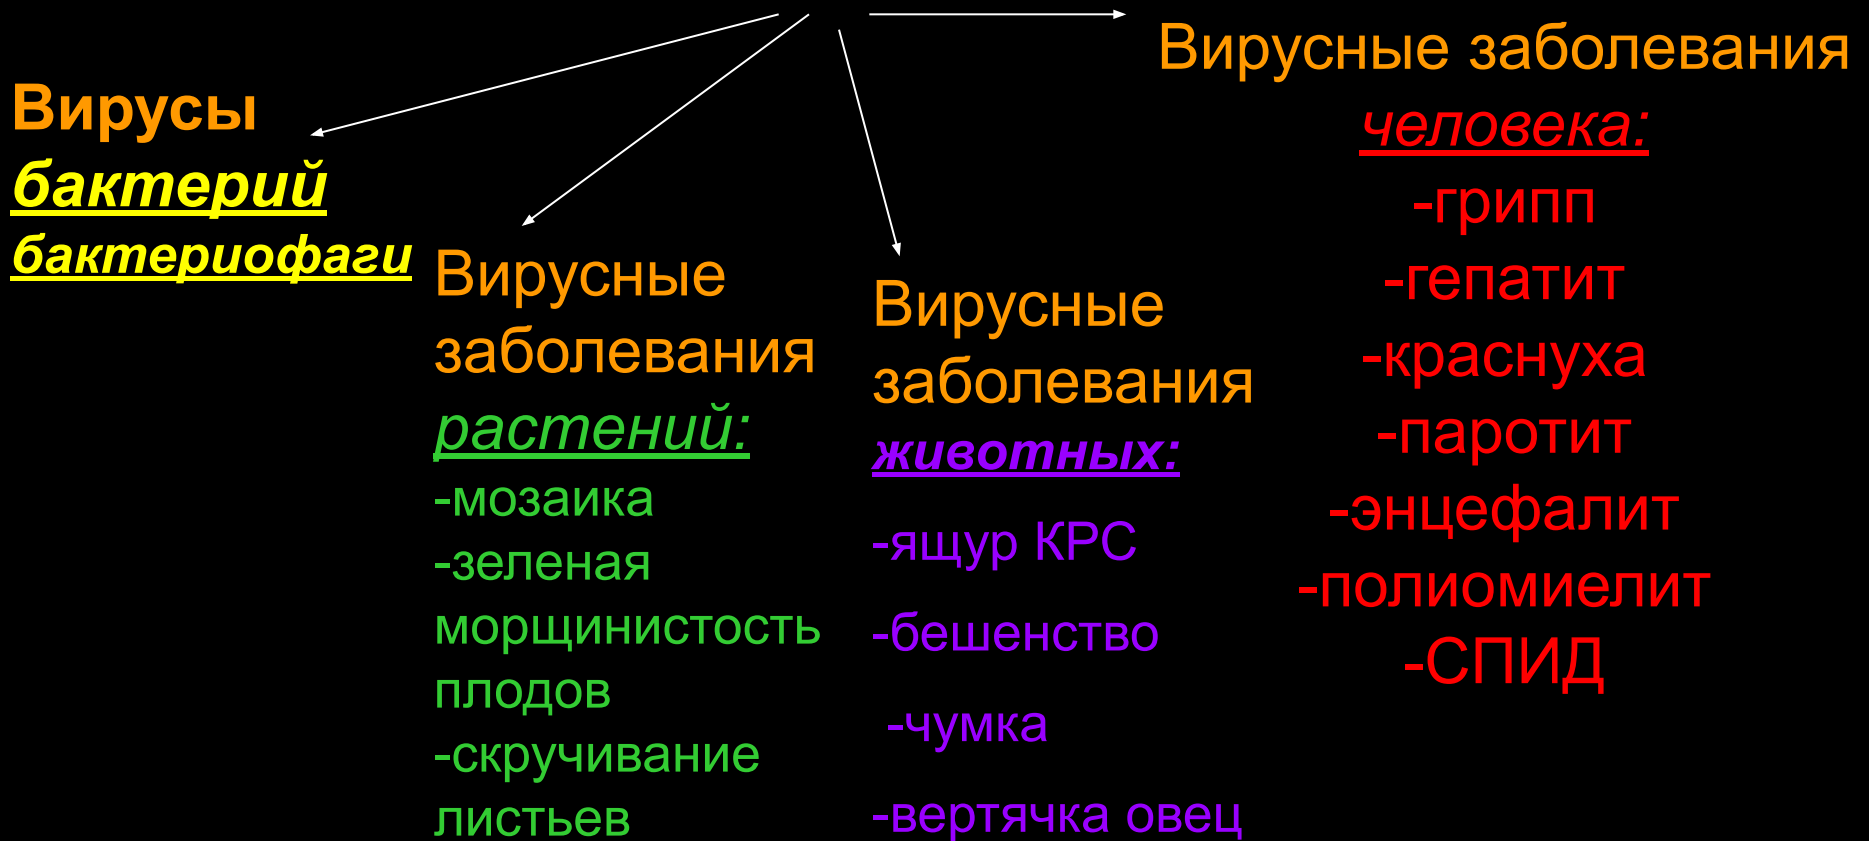 Вирусы
бактерий
бактериофаги
Вирусные
заболевания
растений:
-мозаика
-зеленая
морщинистость
плодов
-скручивание
листьев
Вирусные
заболевания
животных:
-ящур КРС
-бешенство
-чумка
-вертячка овец
Вирусные заболевания
человека:
-грипп
-гепатит
-краснуха
-паротит
-энцефалит
-полиомиелит
-СПИД